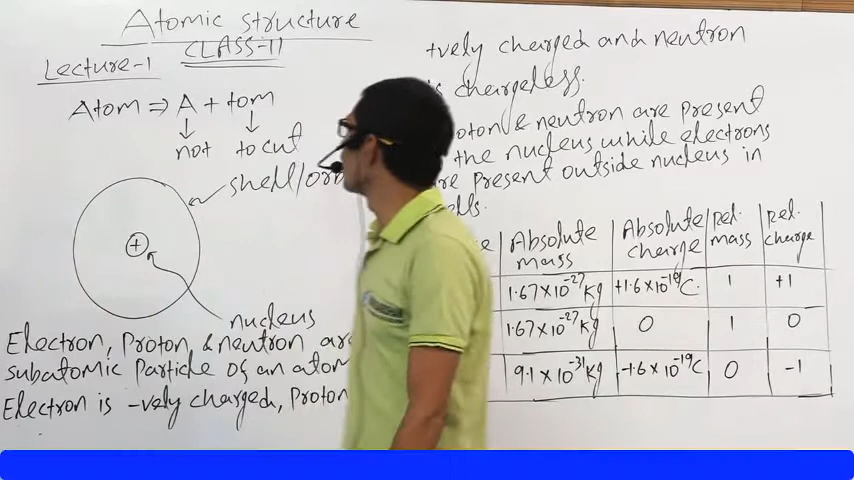 Atomic structure
CLASS-11
Lecture-1
Atom ⇒ A + tom
not to cut
shell/
nucleus
Electron, Proton & neutron are
subatomic Particle of an atom
Electron is -vely charged, Proton
+vely charged and neutron
is chargeless.
& neutron are present
the nucleus while electrons
present outside nucleus in
Absolute mass Absolute charge Rel. mass Rel. charge
1.67×10⁻²⁷ Kg +1.6×10⁻¹⁹ C. 1 +1
1.67×10⁻²⁷ Kg 0 1 0
9.1×10⁻³¹ Kg -1.6×10⁻¹⁹ C 0 -1